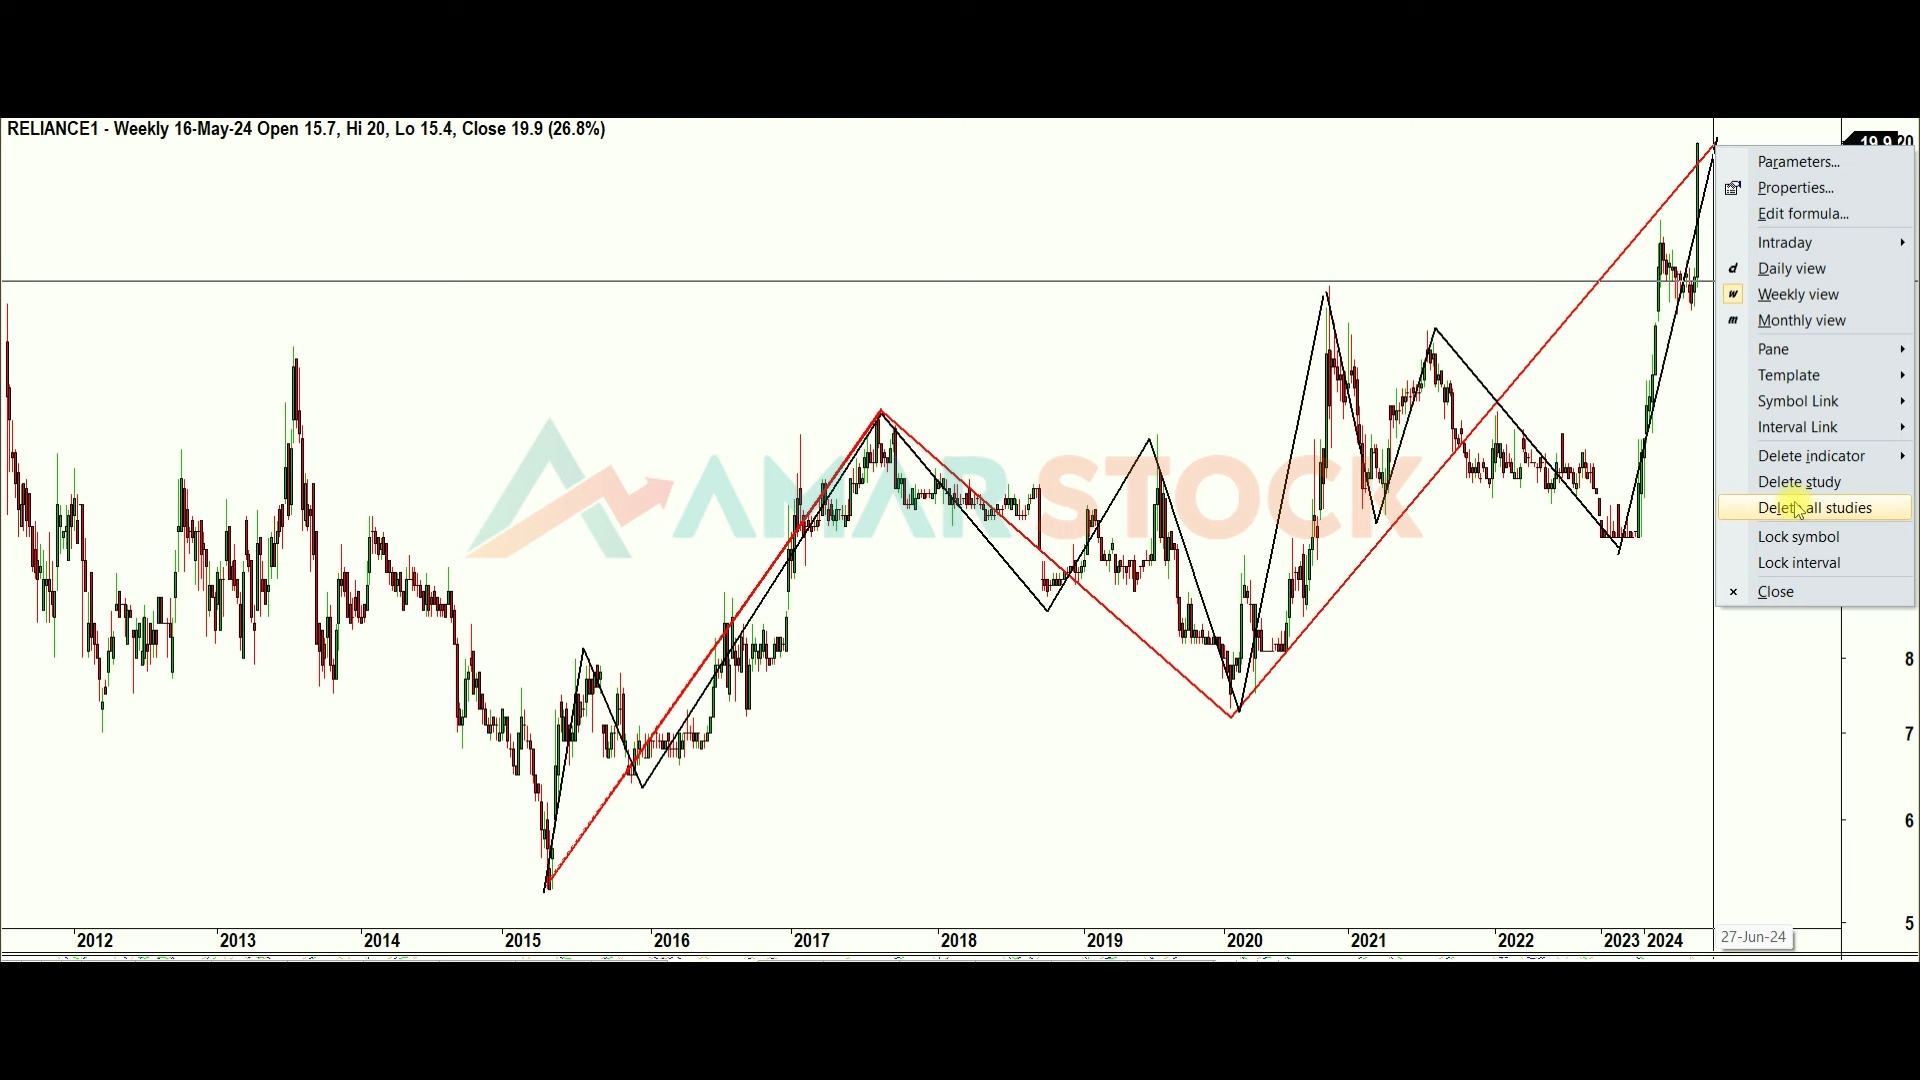 RELIANCE1 - Weekly 16-May-24 Open 15.7, Hi 20, Lo 15.4, Close 19.9 (26.8%)
19.9
20
Parameters...
Properties...
Edit formula...
Intraday
d Daily view
w Weekly view
m Monthly view
Pane
Template
Symbol Link
Interval Link
Delete indicator
Delete study
Delete all studies
Lock symbol
Lock interval
× Close
AMARSTOCK
8
7
6
5
2012 2013 2014 2015 2016 2017 2018 2019 2020 2021 2022 2023 2024
27-Jun-24